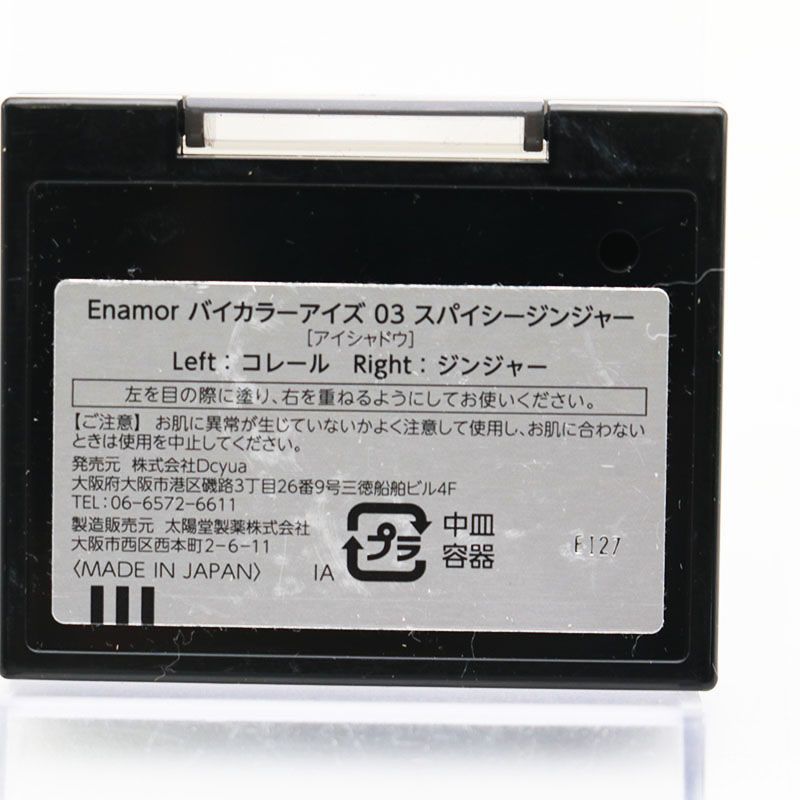 Enamor バイカラーアイズ 03 スパイシージンジャー
[アイシャドウ]
Left：コレール Right：ジンジャー
左を目の際に塗り、右を重ねるようにしてお使いください。
【ご注意】 お肌に異常が生じていないかよく注意して使用し、お肌に合わない
ときは使用を中止してください。
発売元 株式会社Dcyua
大阪府大阪市港区磯路3丁目26番9号三徳船舶ビル4F
TEL：06-6572-6611
製造販売元 太陽堂製薬株式会社
大阪市西区西本町2-6-11
〈MADE IN JAPAN〉 IA
プラ
中皿
容器
FI27